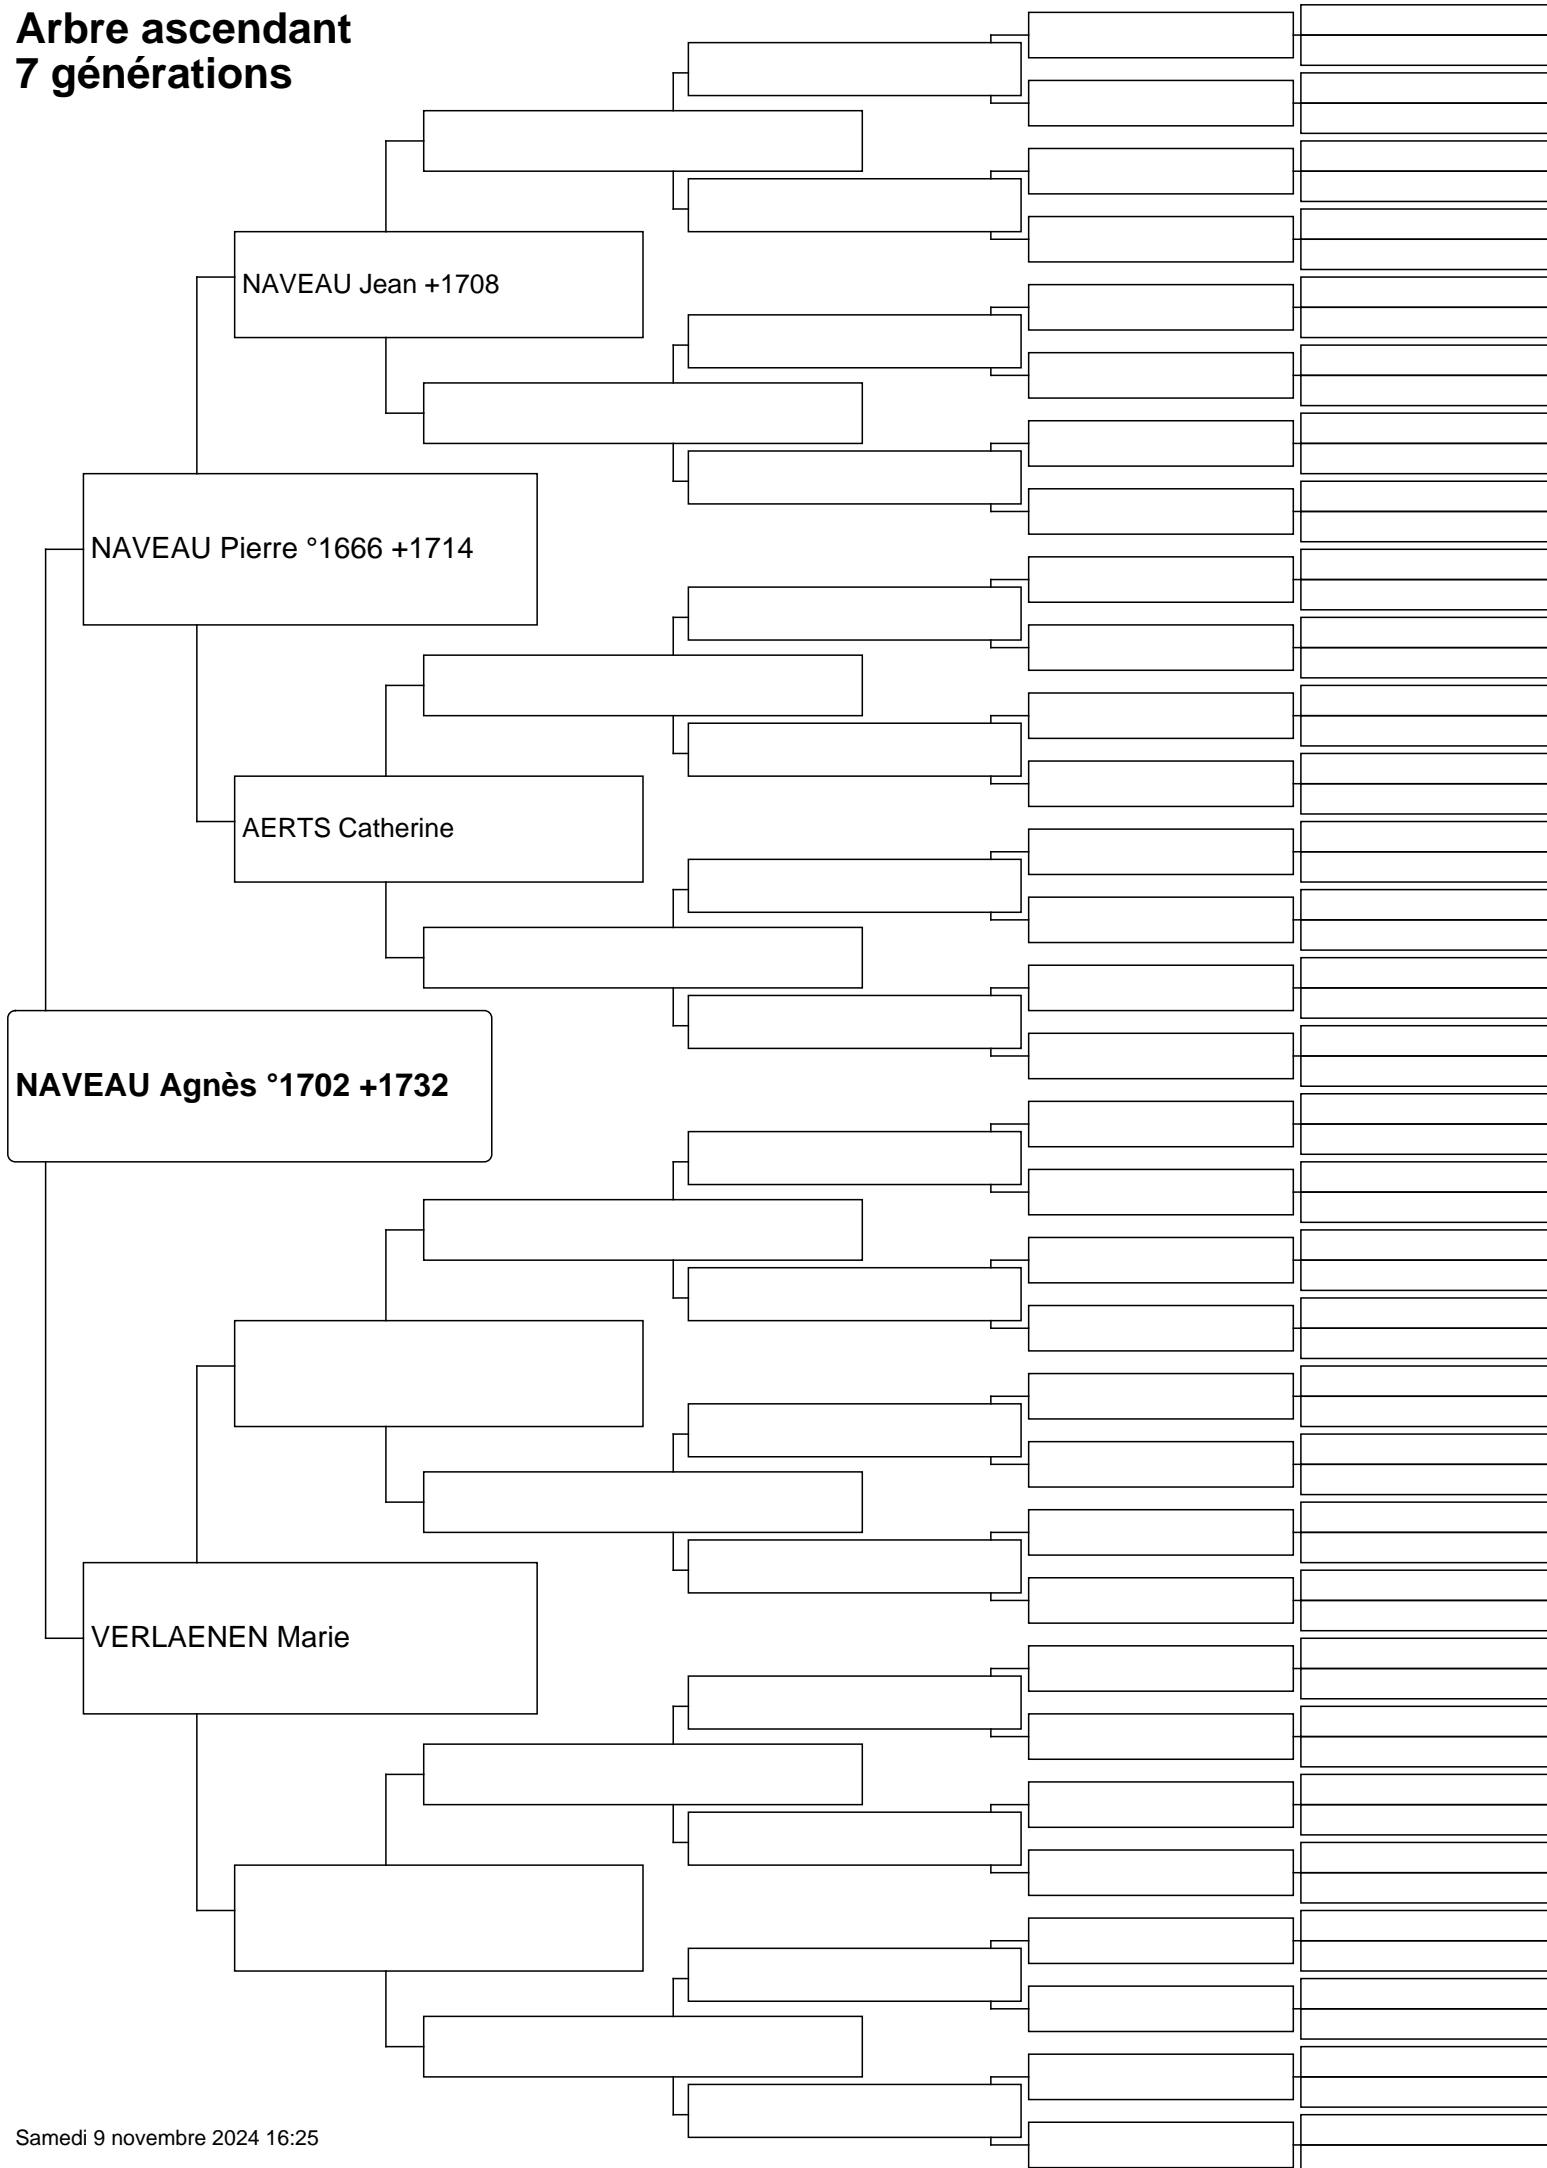 Arbre ascendant
7 générations
NAVEAU Jean +1708
NAVEAU Pierre °1666 +1714
AERTS Catherine
NAVEAU Agnès °1702 +1732
VERLAENEN Marie
Samedi 9 novembre 2024 16:25